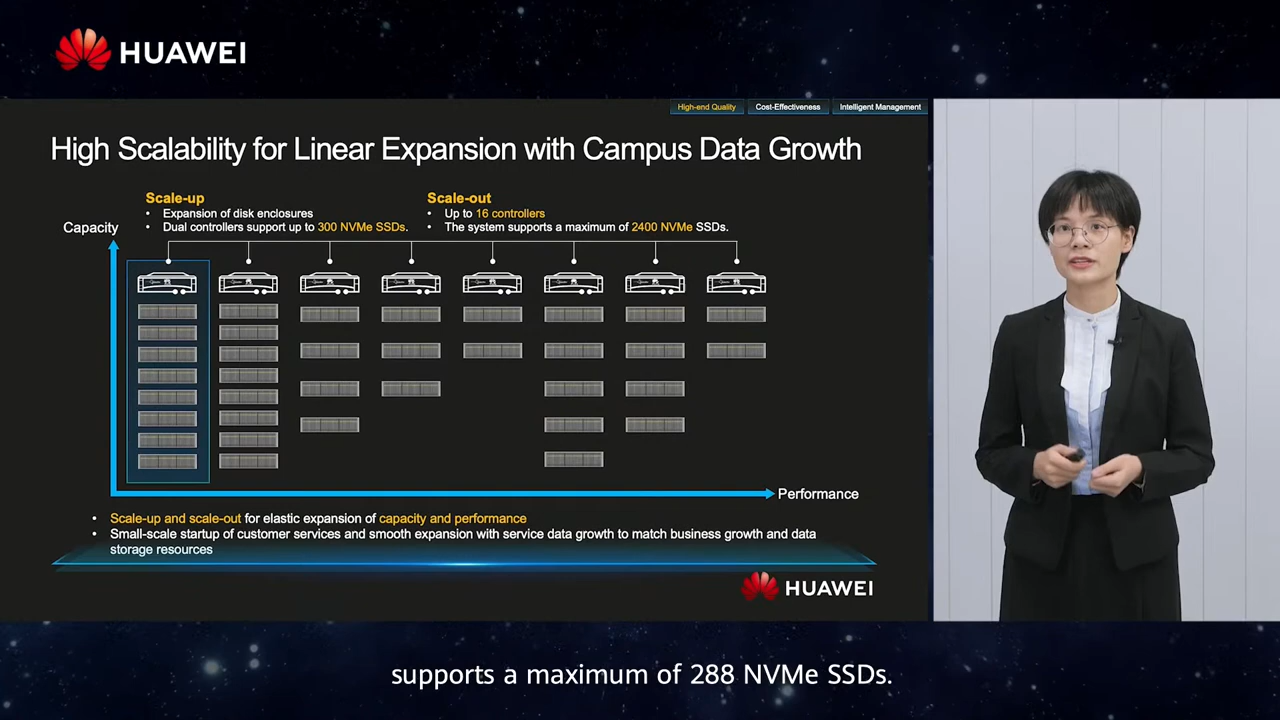 HUAWEI
High-end Quality
Cost-Effectiveness
Intelligent Management
High Scalability for Linear Expansion with Campus Data Growth
Scale-up
• Expansion of disk enclosures
• Dual controllers support up to 300 NVMe SSDs.
Scale-out
• Up to 16 controllers
• The system supports a maximum of 2400 NVMe SSDs.
Capacity
Performance
• Scale-up and scale-out for elastic expansion of capacity and performance
• Small-scale startup of customer services and smooth expansion with service data growth to match business growth and data
storage resources
HUAWEI
supports a maximum of 288 NVMe SSDs.